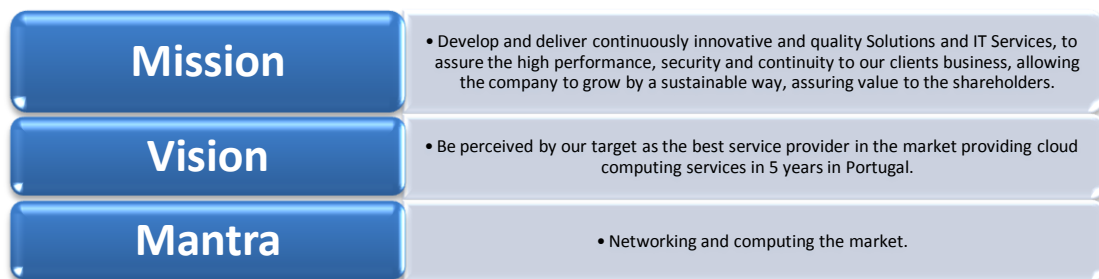 Mission
• Develop and deliver continuously innovative and quality Solutions and IT Services, to
assure the high performance, security and continuity to our clients business, allowing
the company to grow by a sustainable way, assuring value to the shareholders.
Vision
• Be perceived by our target as the best service provider in the market providing cloud
computing services in 5 years in Portugal.
Mantra
• Networking and computing the market.